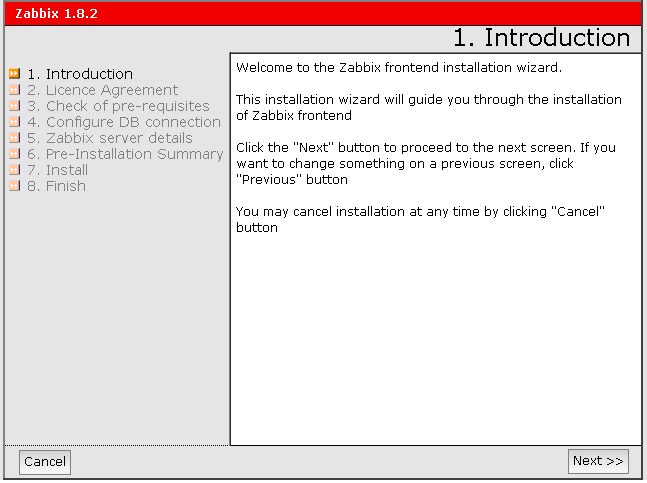 Zabbix 1.8.2
1. Introduction
1. Introduction
2. Licence Agreement
3. Check of pre-requisites
4. Configure DB connection
5. Zabbix server details
6. Pre-Installation Summary
7. Install
8. Finish
Welcome to the Zabbix frontend installation wizard.
This installation wizard will guide you through the installation
of Zabbix frontend
Click the "Next" button to proceed to the next screen. If you
want to change something on a previous screen, click
"Previous" button
You may cancel installation at any time by clicking "Cancel"
button
Cancel
Next >>